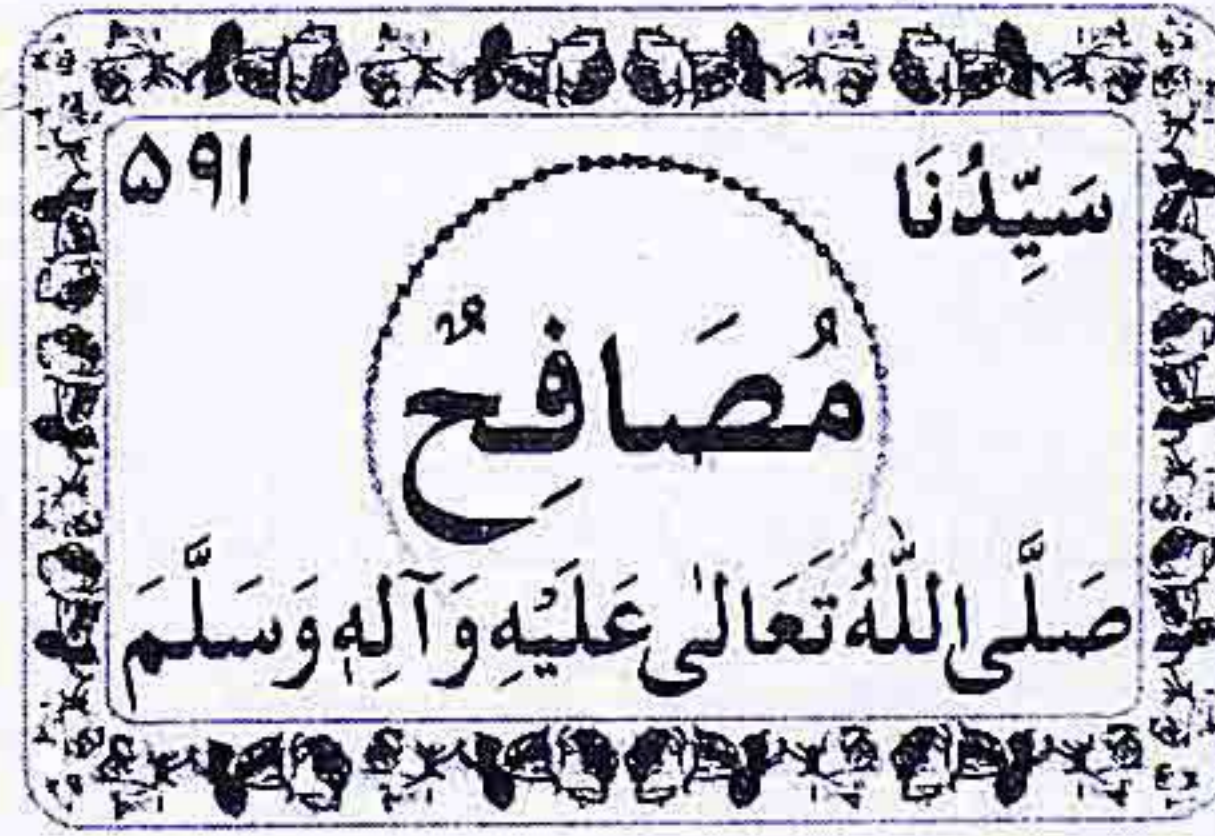 سَيِّدُنَا ۵۹۱
مُصَافِحٌ
صَلَّى اللّٰهُ تَعَالٰى عَلَيْهِ وَآلِهٖ وَسَلَّمَ